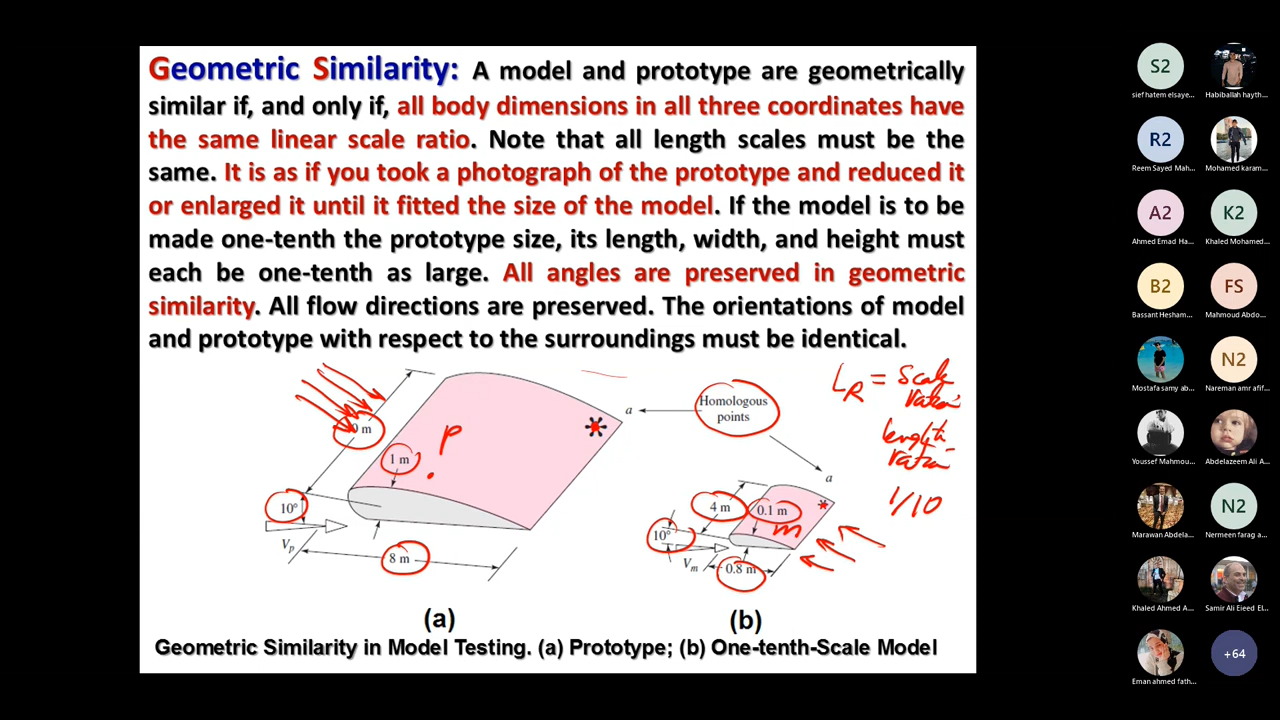 Geometric Similarity: A model and prototype are geometrically
similar if, and only if, all body dimensions in all three coordinates have
the same linear scale ratio. Note that all length scales must be the
same. It is as if you took a photograph of the prototype and reduced it
or enlarged it until it fitted the size of the model. If the model is to be
made one-tenth the prototype size, its length, width, and height must
each be one-tenth as large. All angles are preserved in geometric
similarity. All flow directions are preserved. The orientations of model
and prototype with respect to the surroundings must be identical.
LR = Scale
ratio
length
ratio
1/10
0 m
P
1 m
10°
Vp
8 m
a
Homologous
points
a
4 m
0.1 m
m
10°
Vm
0.8 m
(a)
(b)
Geometric Similarity in Model Testing. (a) Prototype; (b) One-tenth-Scale Model
S2
sief hatem elsaye...
Habiballah hayth...
R2
Reem Sayed Mah...
Mohamed karam...
A2
Ahmed Emad Ha...
K2
Khaled Mohamed...
B2
Bassant Hesham...
FS
Mahmoud Abdo...
Mostafa samy ab...
N2
Nareman amr afif...
Youssef Mahmou...
Abdelazeem Ali A...
Marawan Abdela...
N2
Nermeen farag a...
Khaled Ahmed A...
Samir Ali Eieed El...
Eman ahmed fath...
+64